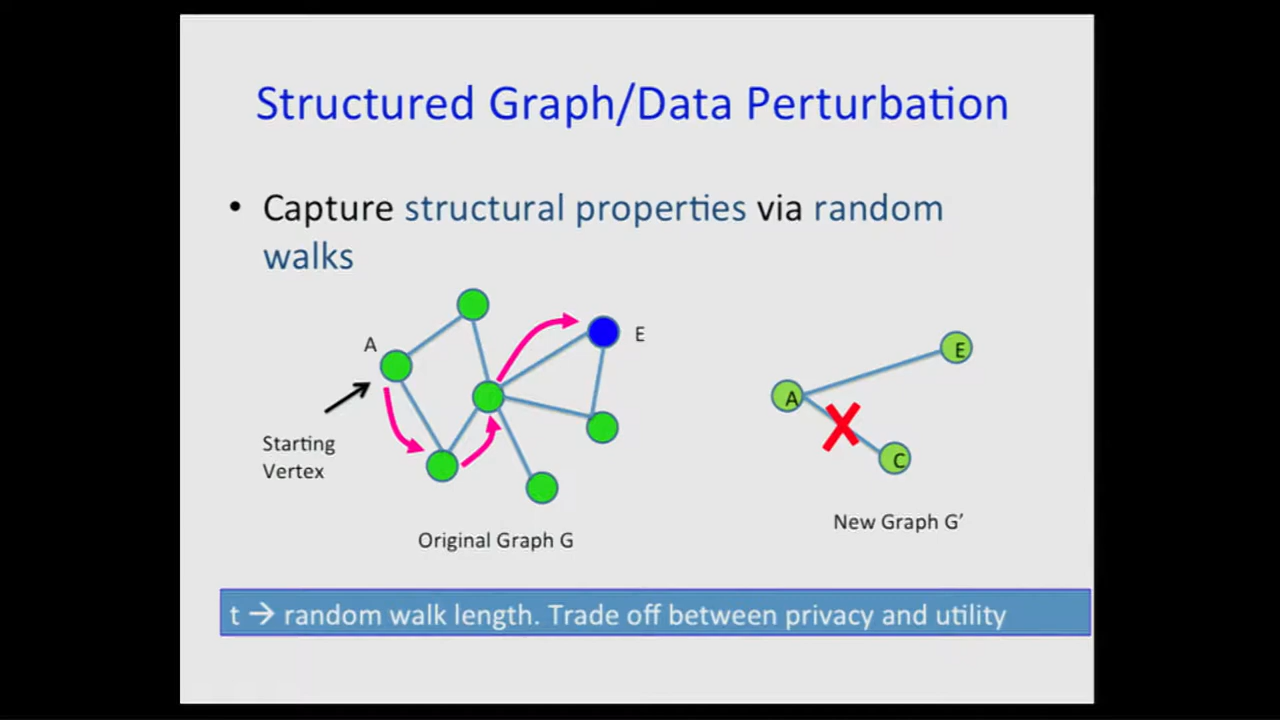 Structured Graph/Data Perturbation
• Capture structural properties via random
walks
A
E
Starting
Vertex
Original Graph G
E
A
C
New Graph G’
t → random walk length. Trade off between privacy and utility